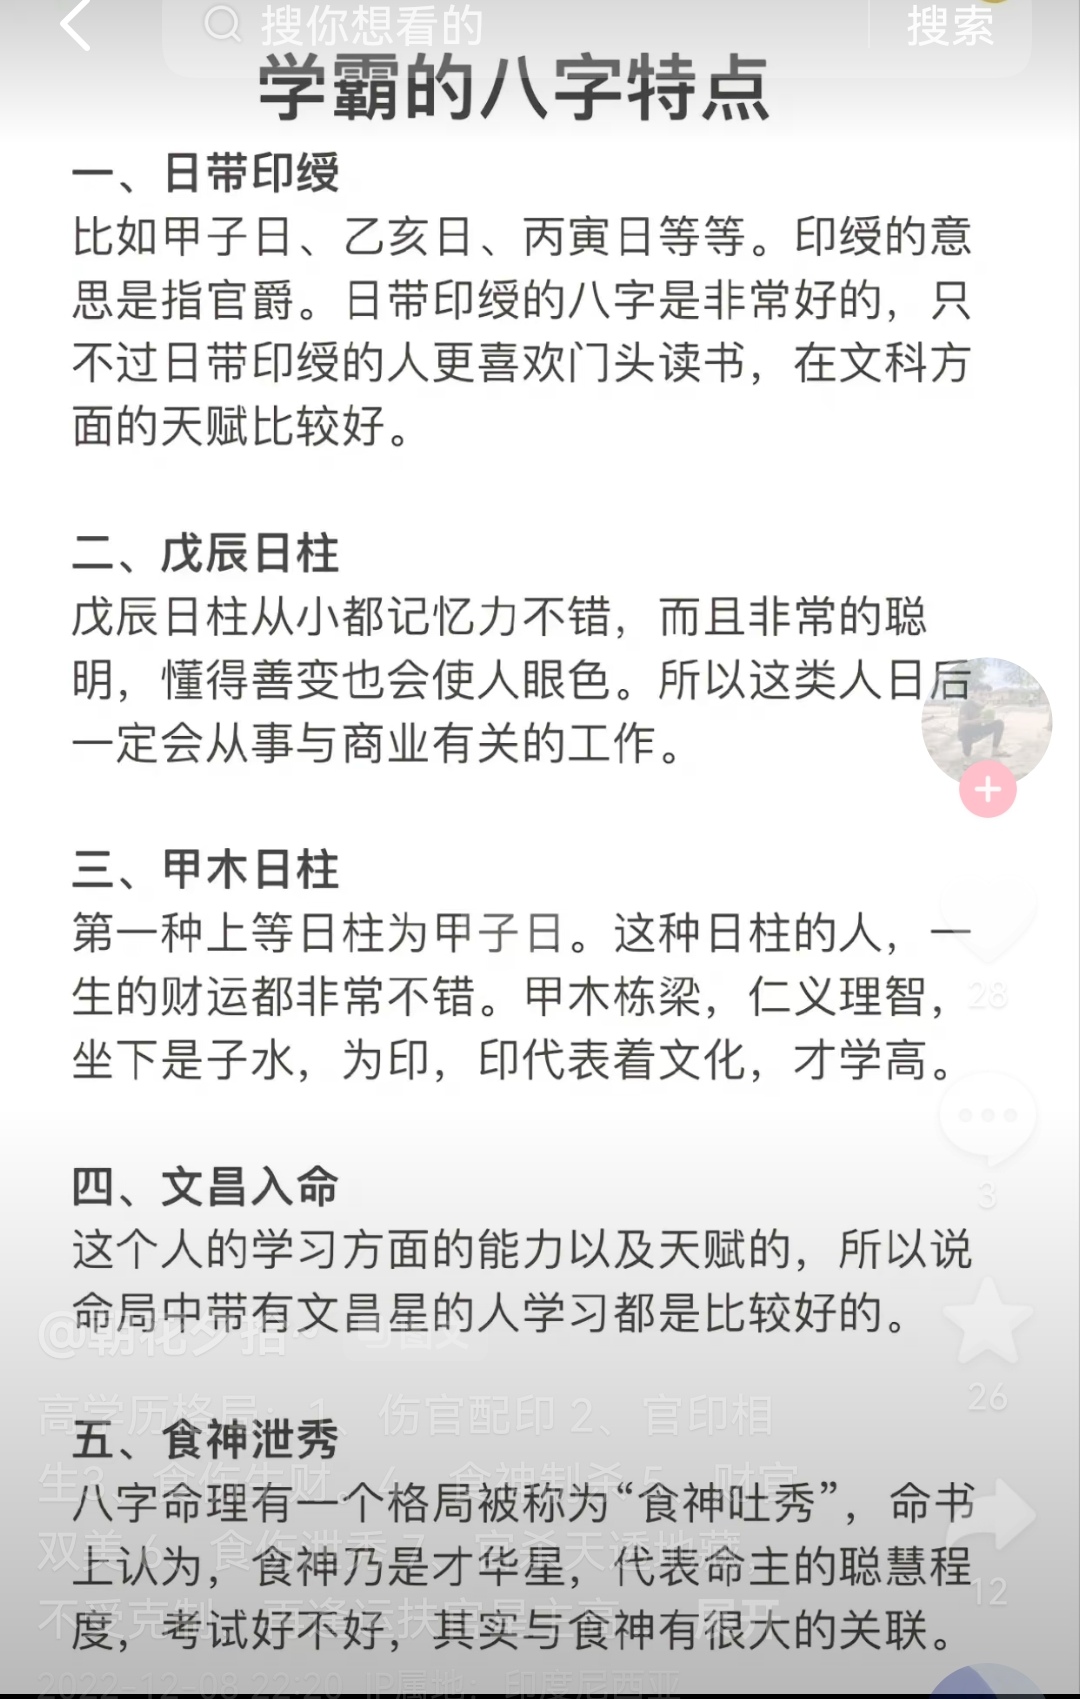 搜你想看的
搜索
学霸的八字特点
一、日带印绶
比如甲子日、乙亥日、丙寅日等等。印绶的意
思是指官爵。日带印绶的八字是非常好的，只
不过日带印绶的人更喜欢门头读书，在文科方
面的天赋比较好。
二、戊辰日柱
戊辰日柱从小都记忆力不错，而且非常的聪
明，懂得善变也会使人眼色。所以这类人日后
一定会从事与商业有关的工作。
三、甲木日柱
第一种上等日柱为甲子日。这种日柱的人，一
生的财运都非常不错。甲木栋梁，仁义理智，
28
坐下是子水，为印，印代表着文化，才学高。
3
四、文昌入命
这个人的学习方面的能力以及天赋的，所以说
命局中带有文昌星的人学习都是比较好的。
@朝花夕拾
图文
26
高学历格局：1、伤官配印 2、官印相
五、食神泄秀
生3、食伤生财 4、食神制杀 5、财官
八字命理有一个格局被称为“食神吐秀”，命书
双美 6、食伤泄秀 7、官杀天透地藏，
上认为，食神乃是才华星，代表命主的聪慧程
12
不受克制，再逢运扶官星主高
展开
度，考试好不好，其实与食神有很大的关联。
2022-12-08 22:20 IP属地：印度尼西亚